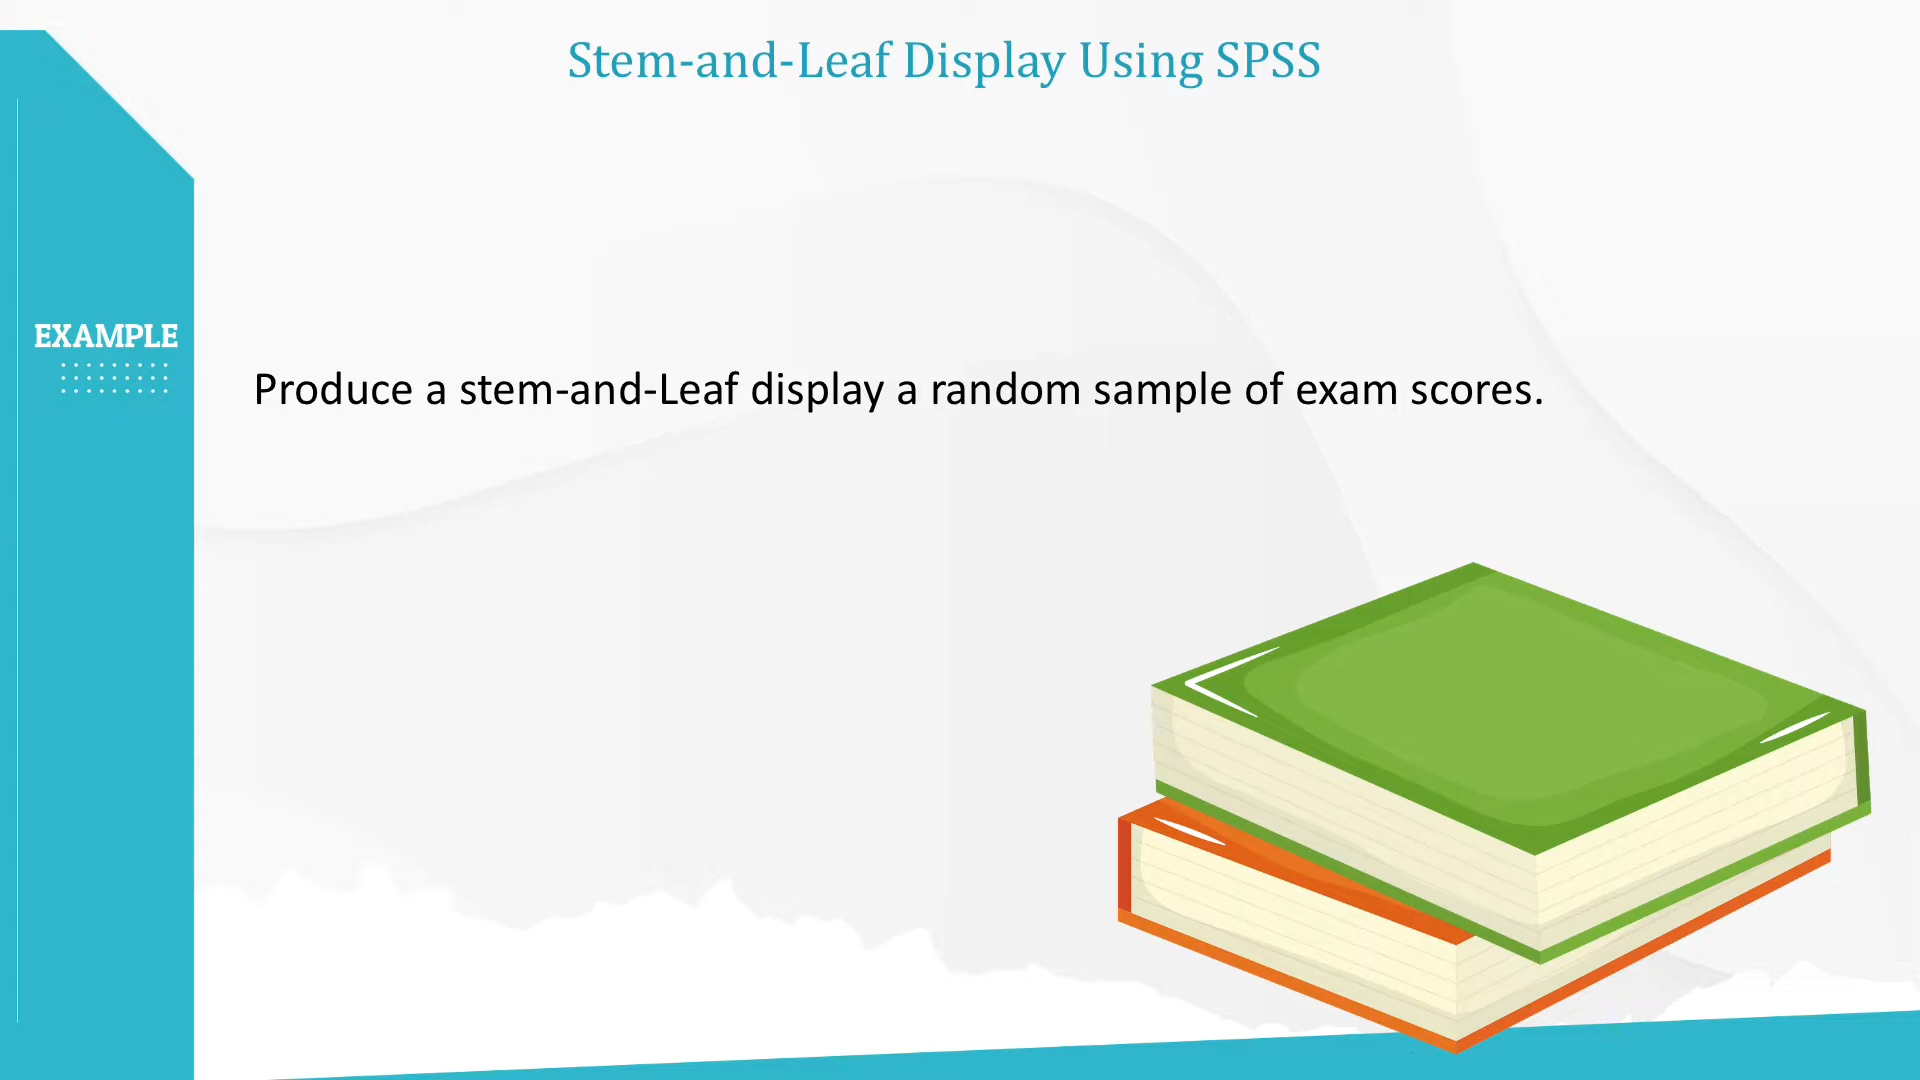 Stem-and-Leaf Display Using SPSS
EXAMPLE
Produce a stem-and-Leaf display a random sample of exam scores.